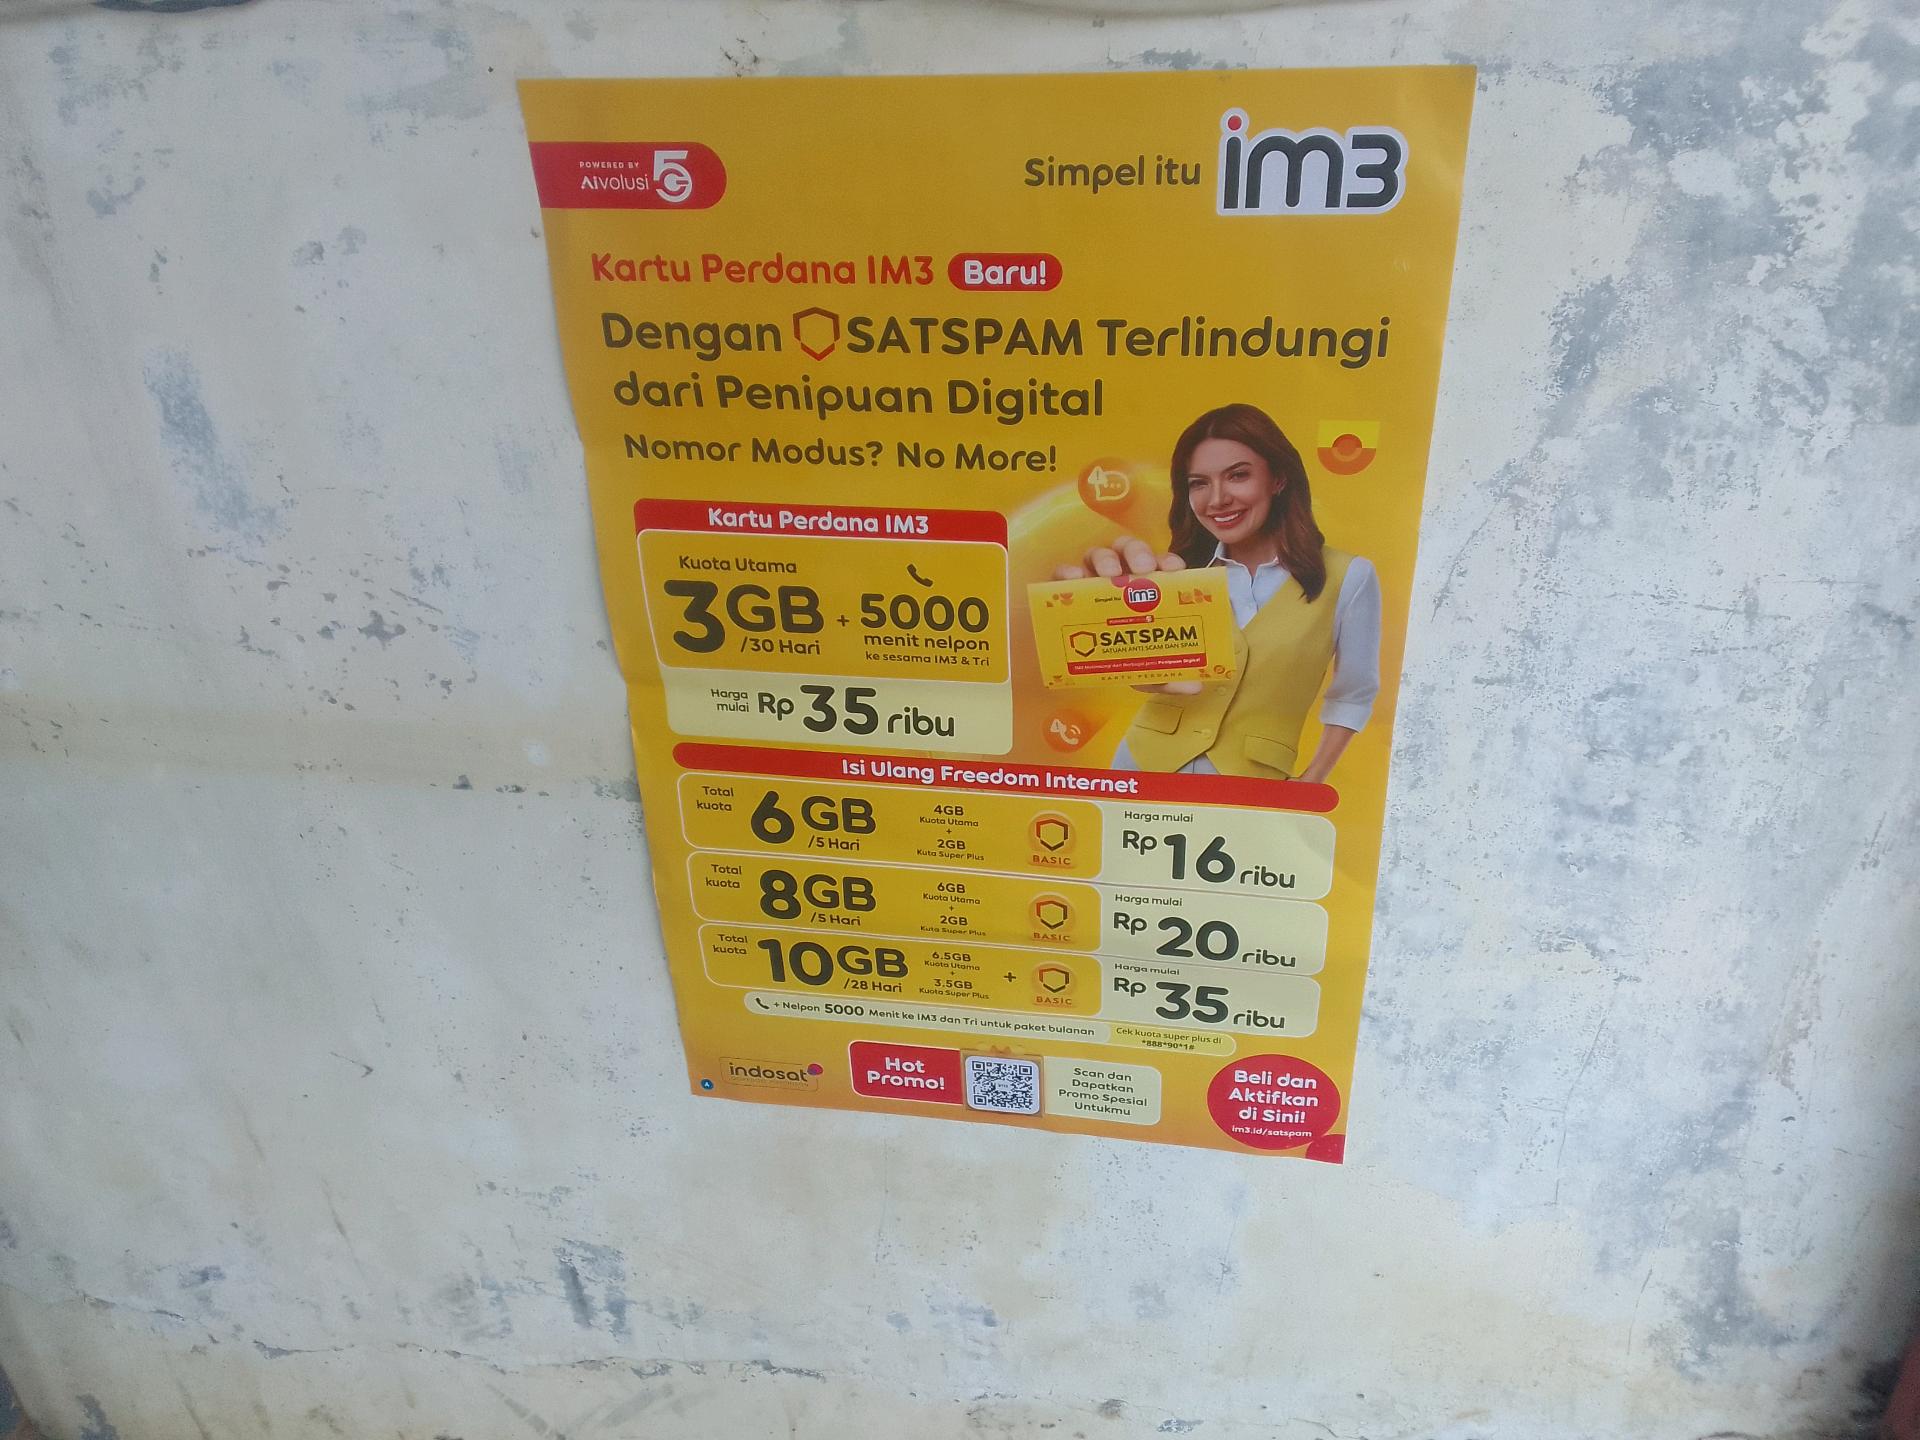 POWERED BY
AIvolusi 5G
Simpel itu im3
Kartu Perdana IM3 Baru!
Dengan SATSPAM Terlindungi
dari Penipuan Digital
Nomor Modus? No More!
Kartu Perdana IM3
Kuota Utama
3GB /30 Hari + 5000
menit nelpon
ke sesama IM3 & Tri
Harga mulai Rp 35 ribu
Simpel itu im3
SATSPAM
SATUAN ANTI SCAM DAN SPAM
KARTU PERDANA
Isi Ulang Freedom Internet
Total kuota 6GB /5 Hari
4GB
Kuota Utama
+
2GB
Kuta Super Plus
BASIC
Harga mulai
Rp 16 ribu
Total kuota 8GB /5 Hari
6GB
Kuota Utama
+
2GB
Kuta Super Plus
BASIC
Harga mulai
Rp 20 ribu
Total kuota 10GB /28 Hari
6.5GB
Kuota Utama
+
3.5GB
Kuota Super Plus
+
BASIC
Harga mulai
Rp 35 ribu
+ Nelpon 5000 Menit ke IM3 dan Tri untuk paket bulanan
Cek kuota super plus di
*888*90*1#
indosat
Hot
Promo!
Scan dan
Dapatkan
Promo Spesial
Untukmu
Beli dan
Aktifkan
di Sini!
im3.id/satspam